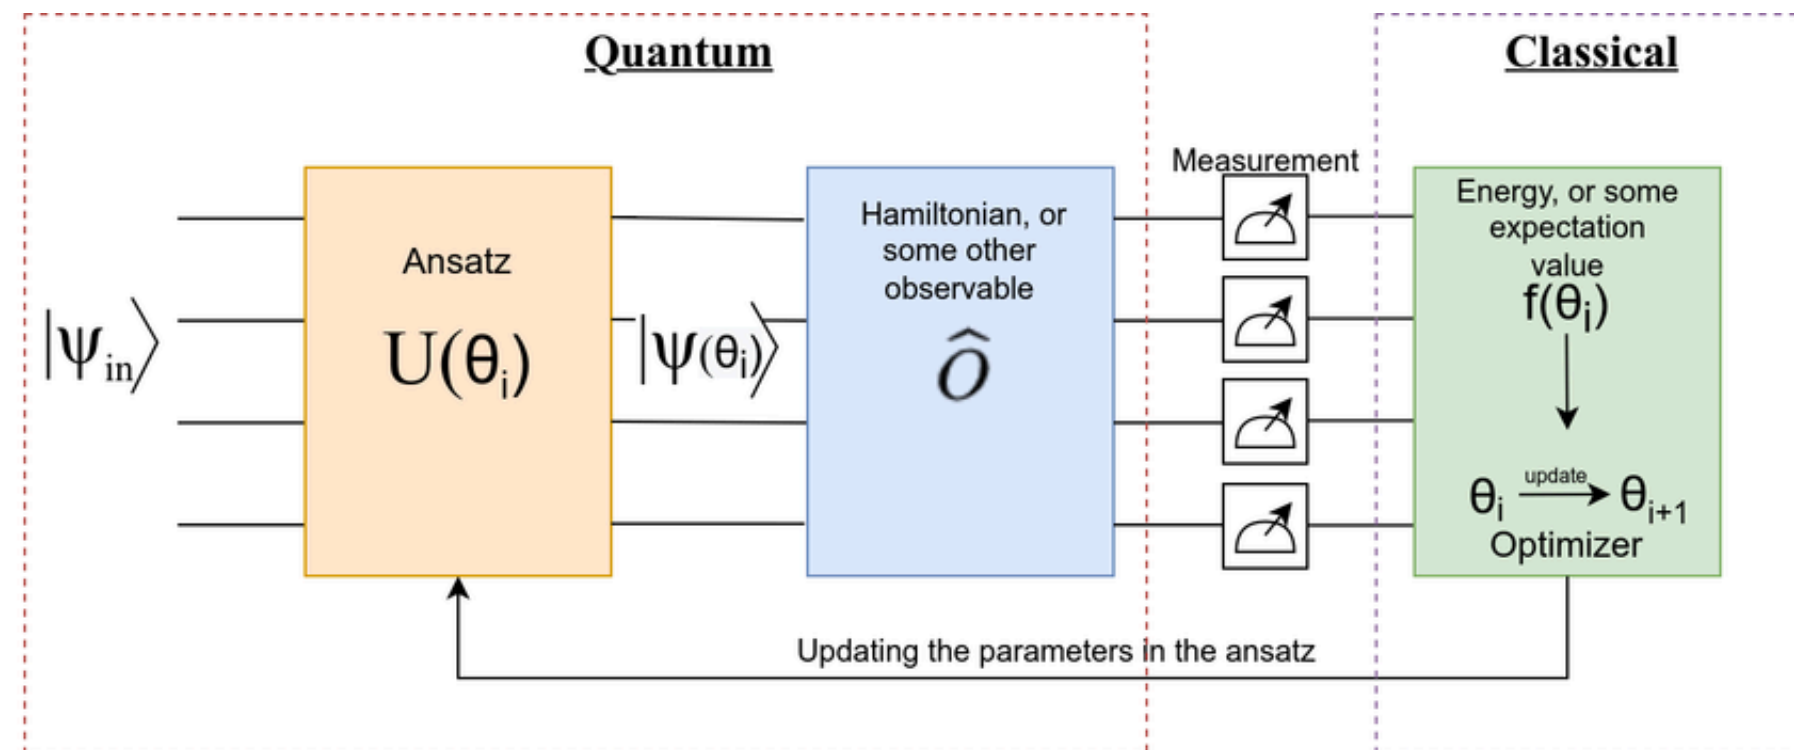 Quantum
Classical
Measurement
|ψin⟩
Ansatz
U(θi)
|ψ(θi)⟩
Hamiltonian, or
some other
observable
Ô
Energy, or some
expectation
value
f(θi)
update
θi θi+1
Optimizer
Updating the parameters in the ansatz